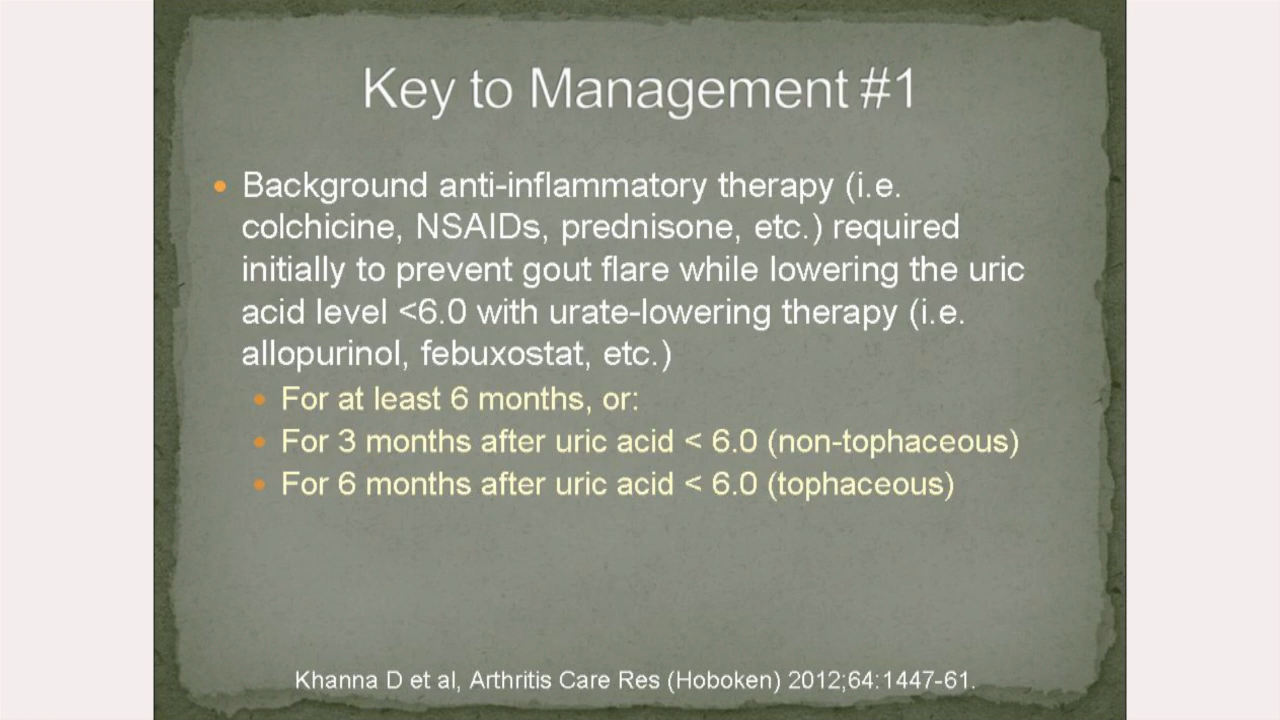 Key to Management #1
Background anti-inflammatory therapy (i.e.
colchicine, NSAIDs, prednisone, etc.) required
initially to prevent gout flare while lowering the uric
acid level <6.0 with urate-lowering therapy (i.e.
allopurinol, febuxostat, etc.)
For at least 6 months, or:
For 3 months after uric acid < 6.0 (non-tophaceous)
For 6 months after uric acid < 6.0 (tophaceous)
Khanna D et al, Arthritis Care Res (Hoboken) 2012;64:1447-61.